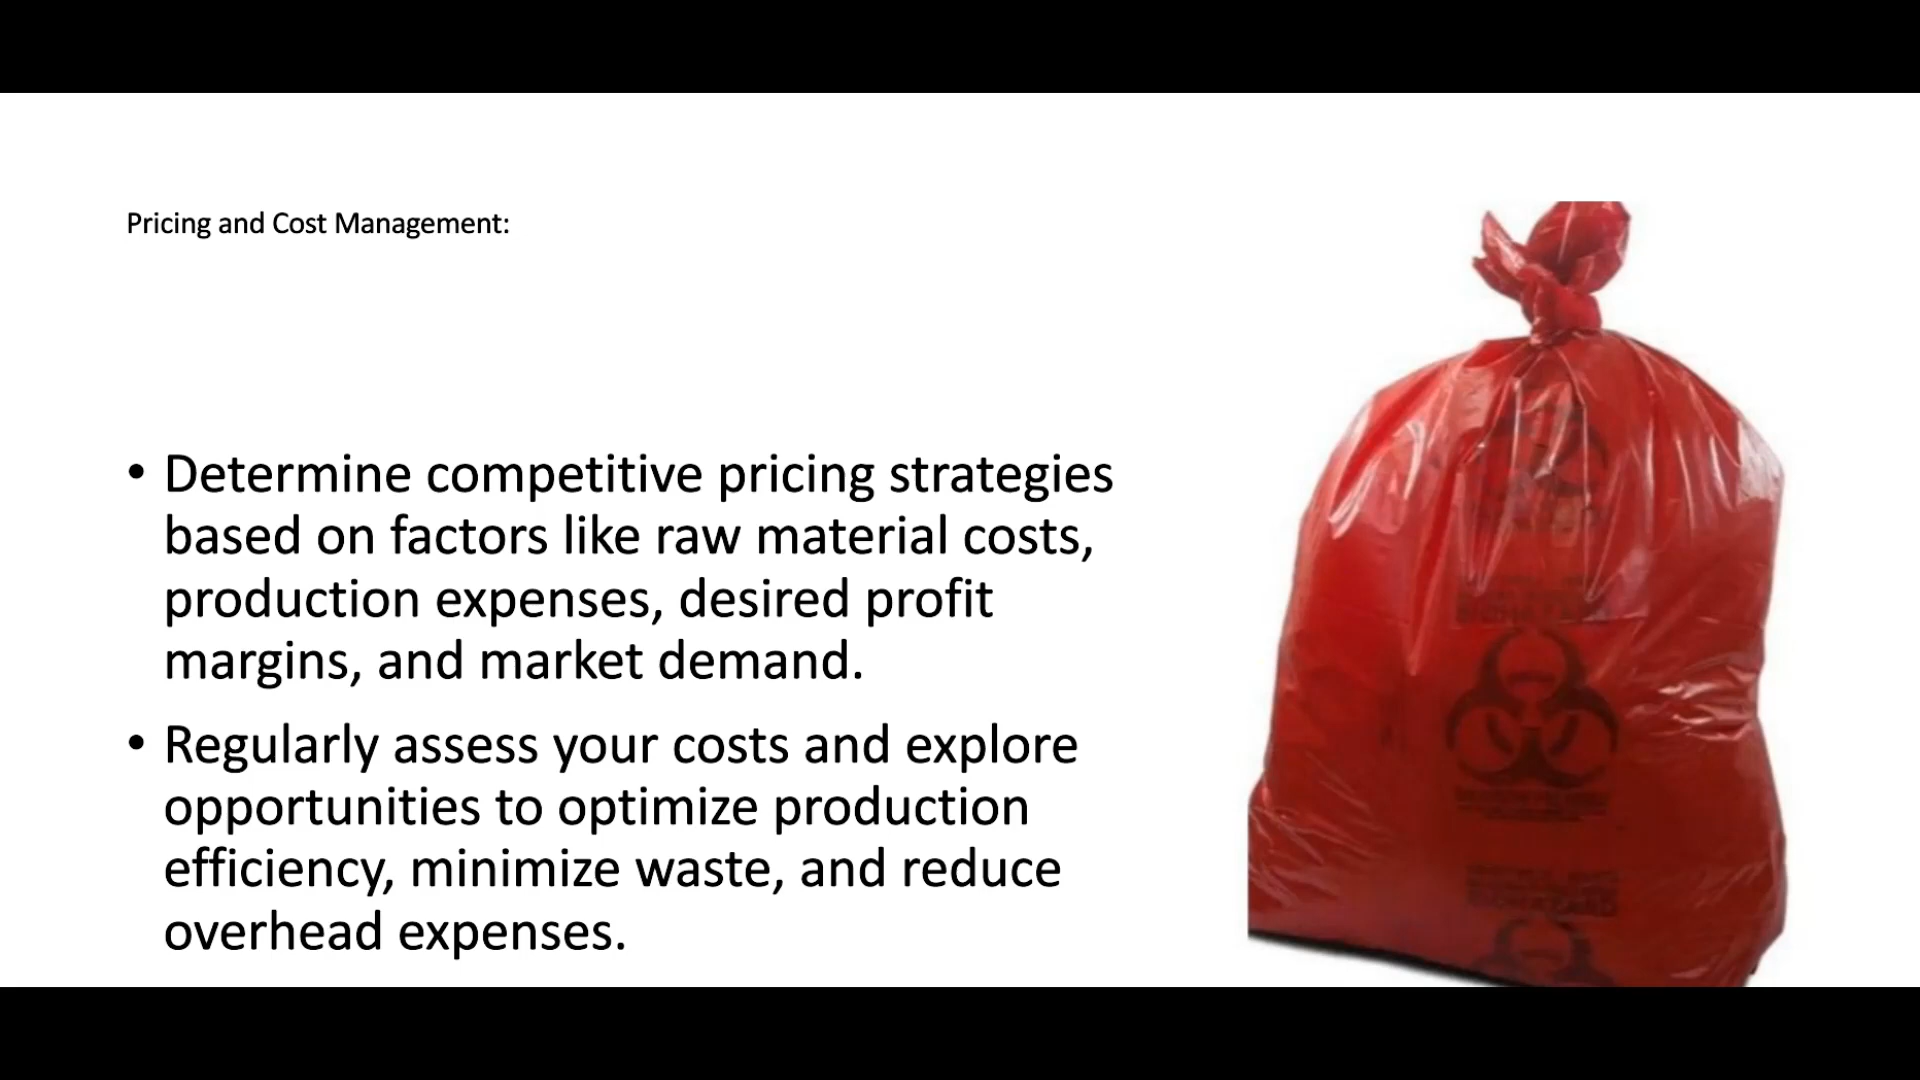 Pricing and Cost Management:
• Determine competitive pricing strategies
based on factors like raw material costs,
production expenses, desired profit
margins, and market demand.
• Regularly assess your costs and explore
opportunities to optimize production
efficiency, minimize waste, and reduce
overhead expenses.